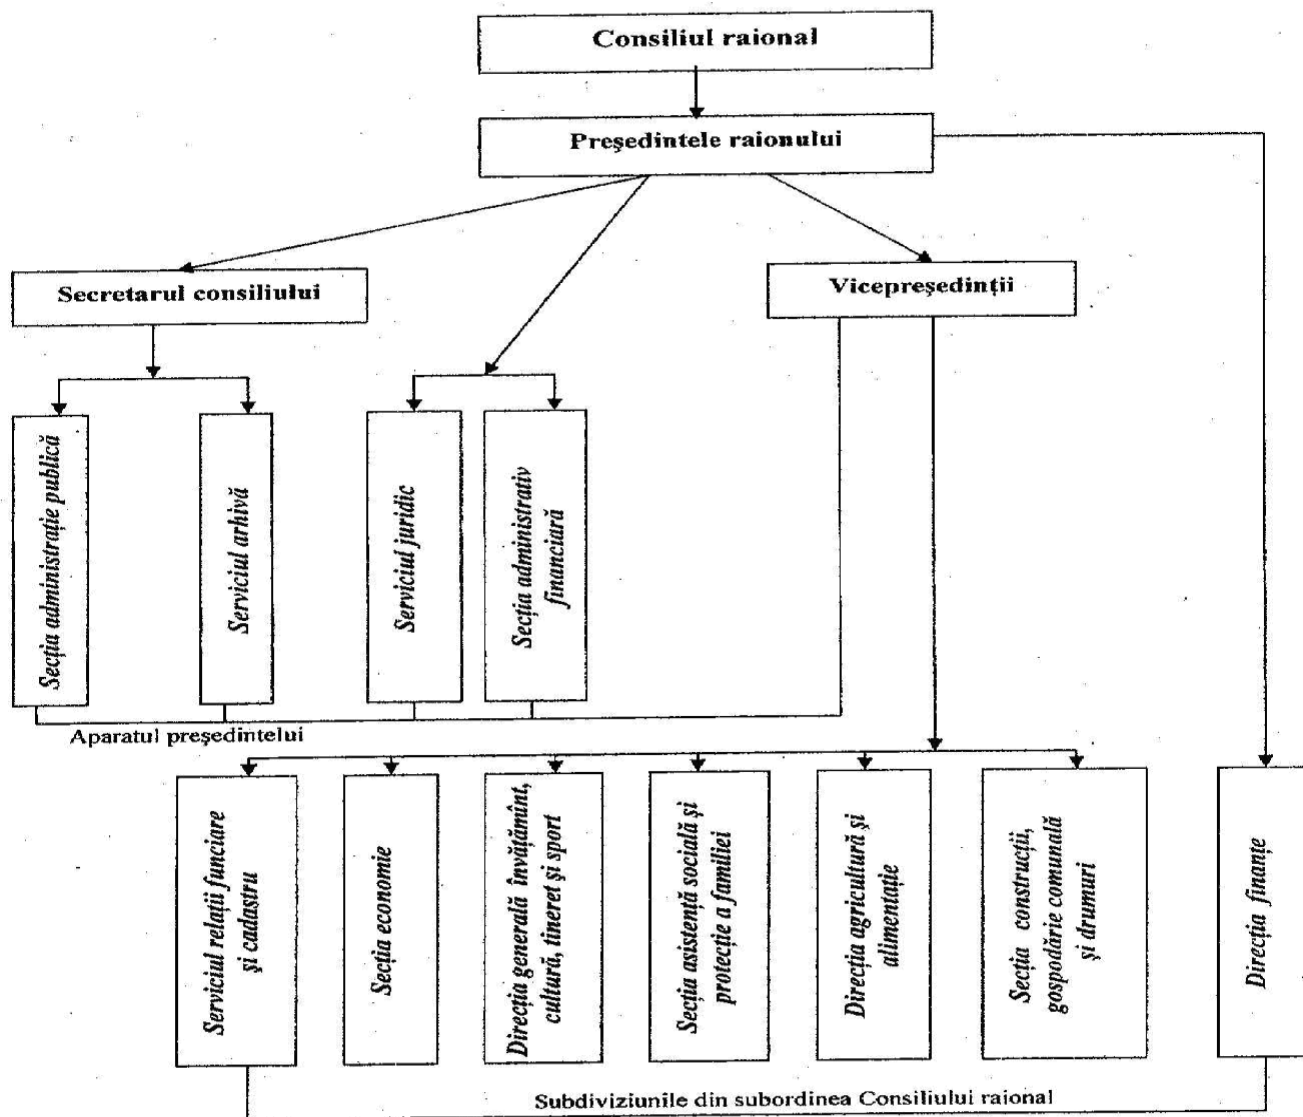 Consiliul raional
Preşedintele raionului
Secretarul consiliului
Vicepreşedinţii
Secţia administraţie publică
Serviciul arhivă
Serviciul juridic
Secţia administrativ
financiară
Aparatul preşedintelui
Serviciul relaţii funciare
şi cadastru
Secţia economie
Direcţia generală învăţămînt,
cultură, tineret şi sport
Secţia asistenţă socială şi
protecţie a familiei
Direcţia agricultură şi
alimentaţie
Secţia construcţii,
gospodărie comunală
şi drumuri
Direcţia finanţe
Subdiviziunile din subordinea Consiliului raional